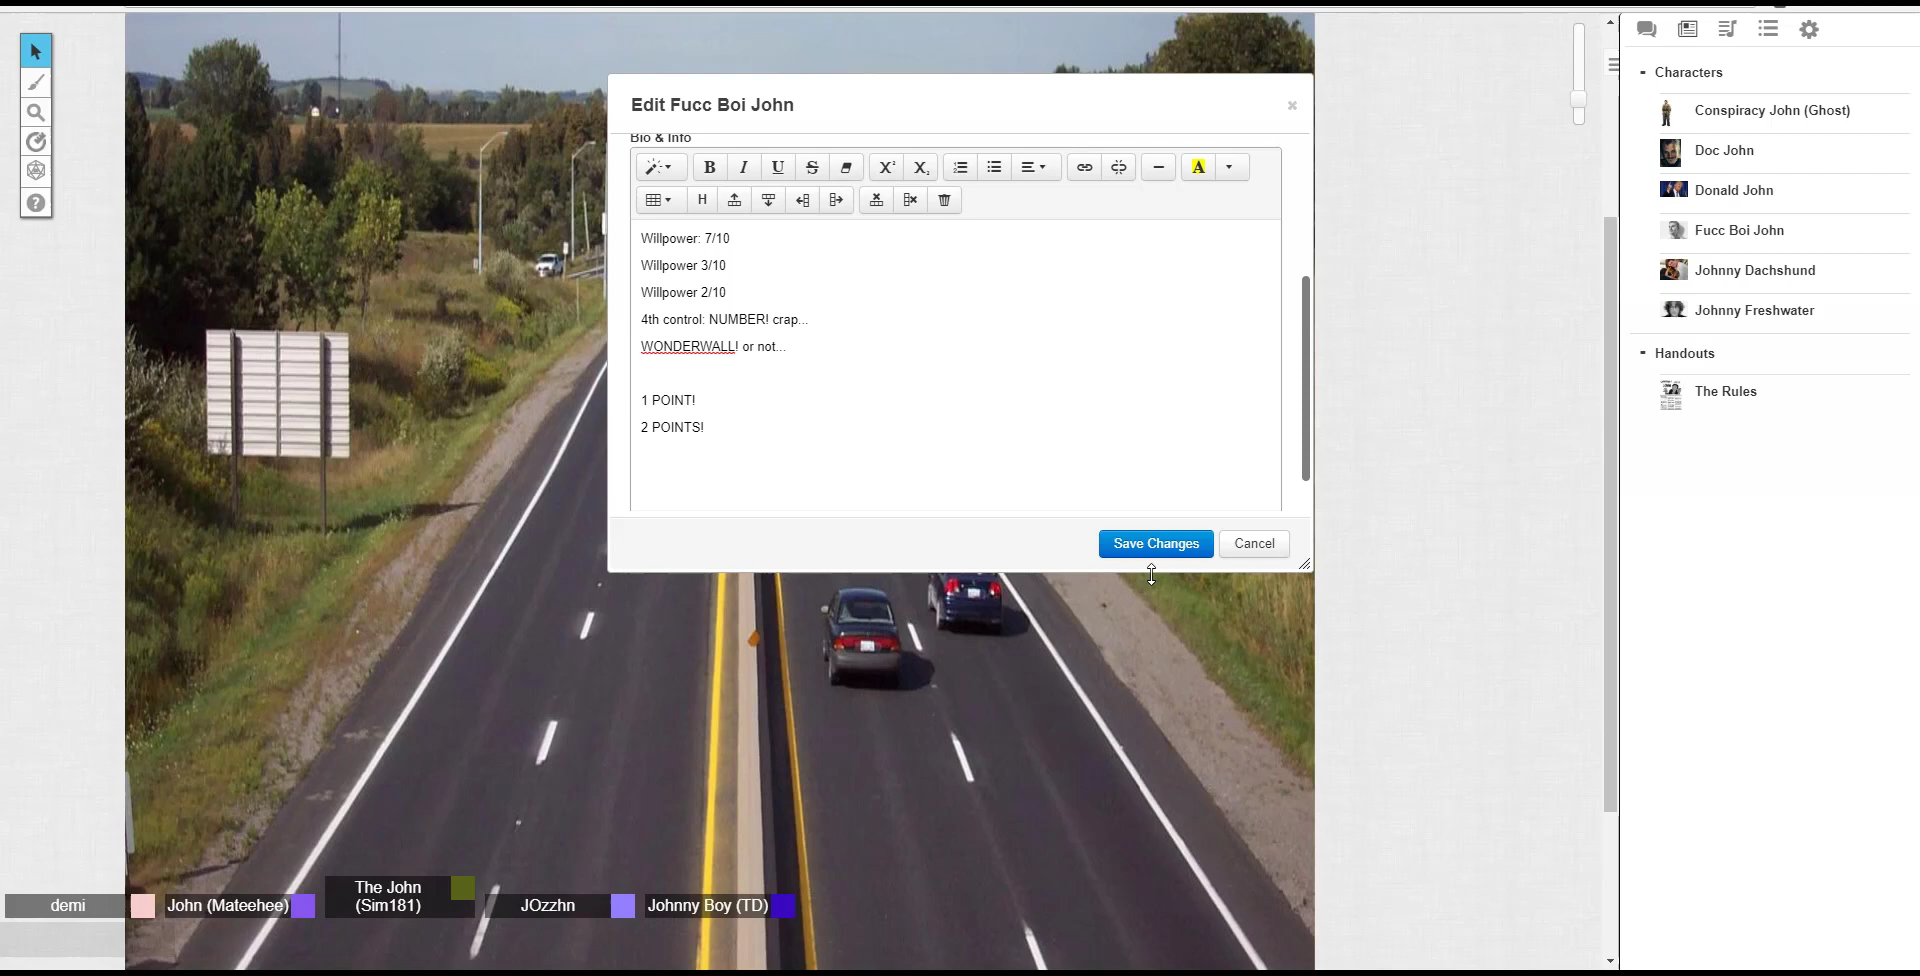 Edit Fucc Boi John
×
Bio & Info
B I U S X² X₂ A
H
Willpower: 7/10
Willpower 3/10
Willpower 2/10
4th control: NUMBER! crap...
WONDERWALL! or not...
1 POINT!
2 POINTS!
Save Changes Cancel
Characters
Conspiracy John (Ghost)
Doc John
Donald John
Fucc Boi John
Johnny Dachshund
Johnny Freshwater
Handouts
The Rules
demi
John (Mateehee)
The John
(Sim181)
JOzzhn
Johnny Boy (TD)